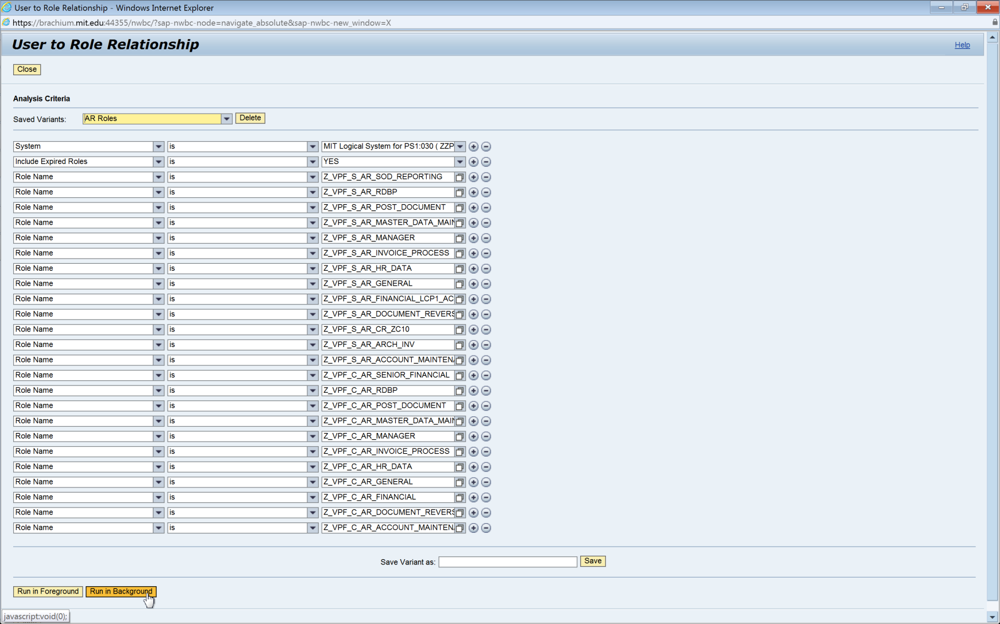 User to Role Relationship - Windows Internet Explorer
https://brachium.mit.edu:44355/nwbc/?sap-nwbc-node=navigate_absolute&sap-nwbc-new_window=X
User to Role Relationship
Help
Close
Analysis Criteria
Saved Variants: AR Roles Delete
System is MIT Logical System for PS1:030 ( ZZP
Include Expired Roles is YES
Role Name is Z_VPF_S_AR_SOD_REPORTING
Role Name is Z_VPF_S_AR_RDBP
Role Name is Z_VPF_S_AR_POST_DOCUMENT
Role Name is Z_VPF_S_AR_MASTER_DATA_MAIN
Role Name is Z_VPF_S_AR_MANAGER
Role Name is Z_VPF_S_AR_INVOICE_PROCESS
Role Name is Z_VPF_S_AR_HR_DATA
Role Name is Z_VPF_S_AR_GENERAL
Role Name is Z_VPF_S_AR_FINANCIAL_LCP1_AC
Role Name is Z_VPF_S_AR_DOCUMENT_REVERS
Role Name is Z_VPF_S_AR_CR_ZC10
Role Name is Z_VPF_S_AR_ARCH_INV
Role Name is Z_VPF_S_AR_ACCOUNT_MAINTENA
Role Name is Z_VPF_C_AR_SENIOR_FINANCIAL
Role Name is Z_VPF_C_AR_RDBP
Role Name is Z_VPF_C_AR_POST_DOCUMENT
Role Name is Z_VPF_C_AR_MASTER_DATA_MAIN
Role Name is Z_VPF_C_AR_MANAGER
Role Name is Z_VPF_C_AR_INVOICE_PROCESS
Role Name is Z_VPF_C_AR_HR_DATA
Role Name is Z_VPF_C_AR_GENERAL
Role Name is Z_VPF_C_AR_FINANCIAL
Role Name is Z_VPF_C_AR_DOCUMENT_REVERS
Role Name is Z_VPF_C_AR_ACCOUNT_MAINTENA
Save Variant as: Save
Run in Foreground Run in Background
javascript:void(0);